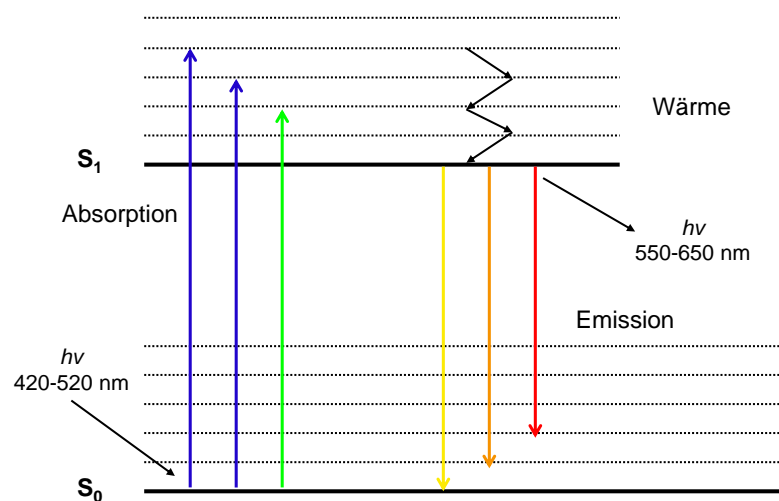 Wärme
S₁
Absorption
hv
550-650 nm
Emission
hv
420-520 nm
S₀